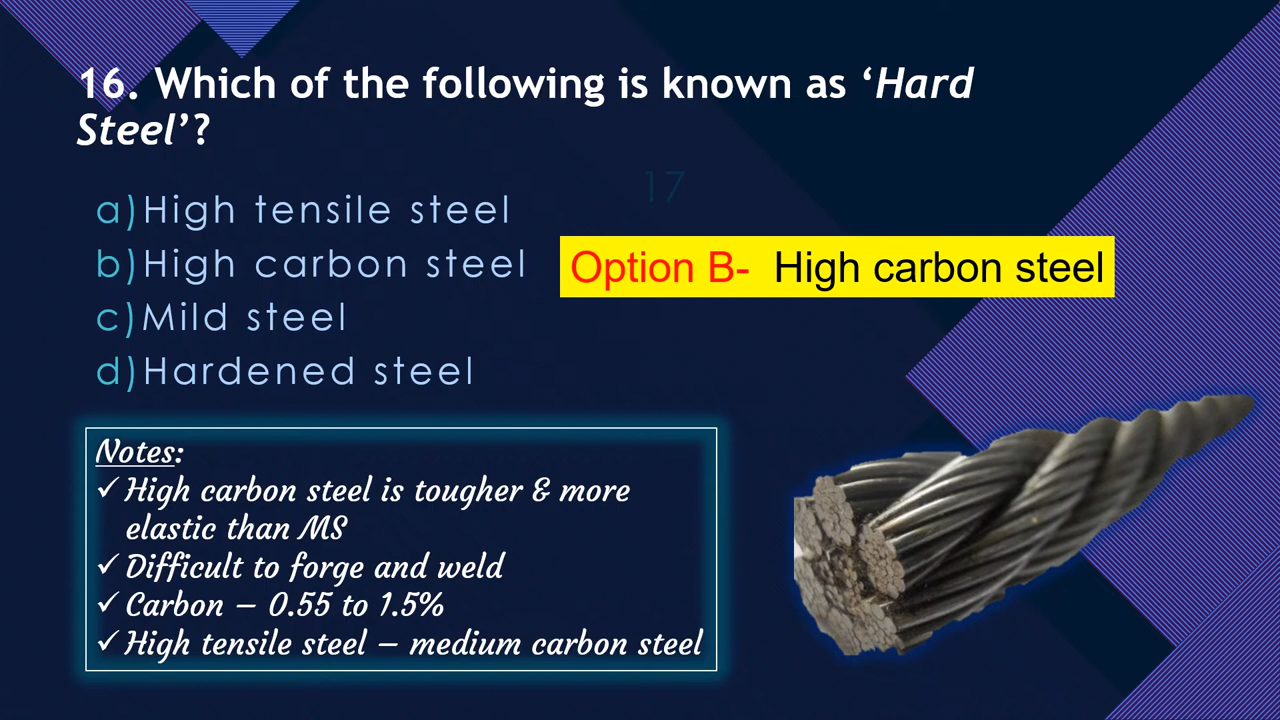 16. Which of the following is known as ‘Hard
Steel’?
17
a)High tensile steel
b)High carbon steel
Option B-  High carbon steel
c)Mild steel
d)Hardened steel
Notes:
✓ High carbon steel is tougher & more
elastic than MS
✓ Difficult to forge and weld
✓ Carbon – 0.55 to 1.5%
✓ High tensile steel – medium carbon steel